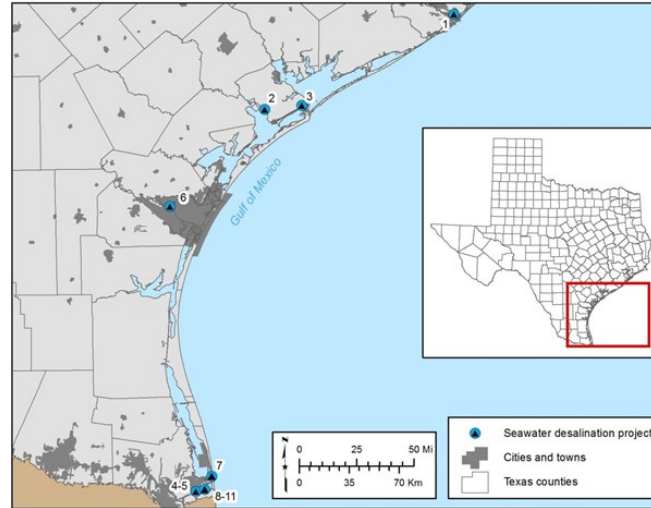 1
2
3
6
Gulf of Mexico
7
4-5
8-11
N
0 25 50 Mi
0 35 70 Km
Seawater desalination project
Cities and towns
Texas counties